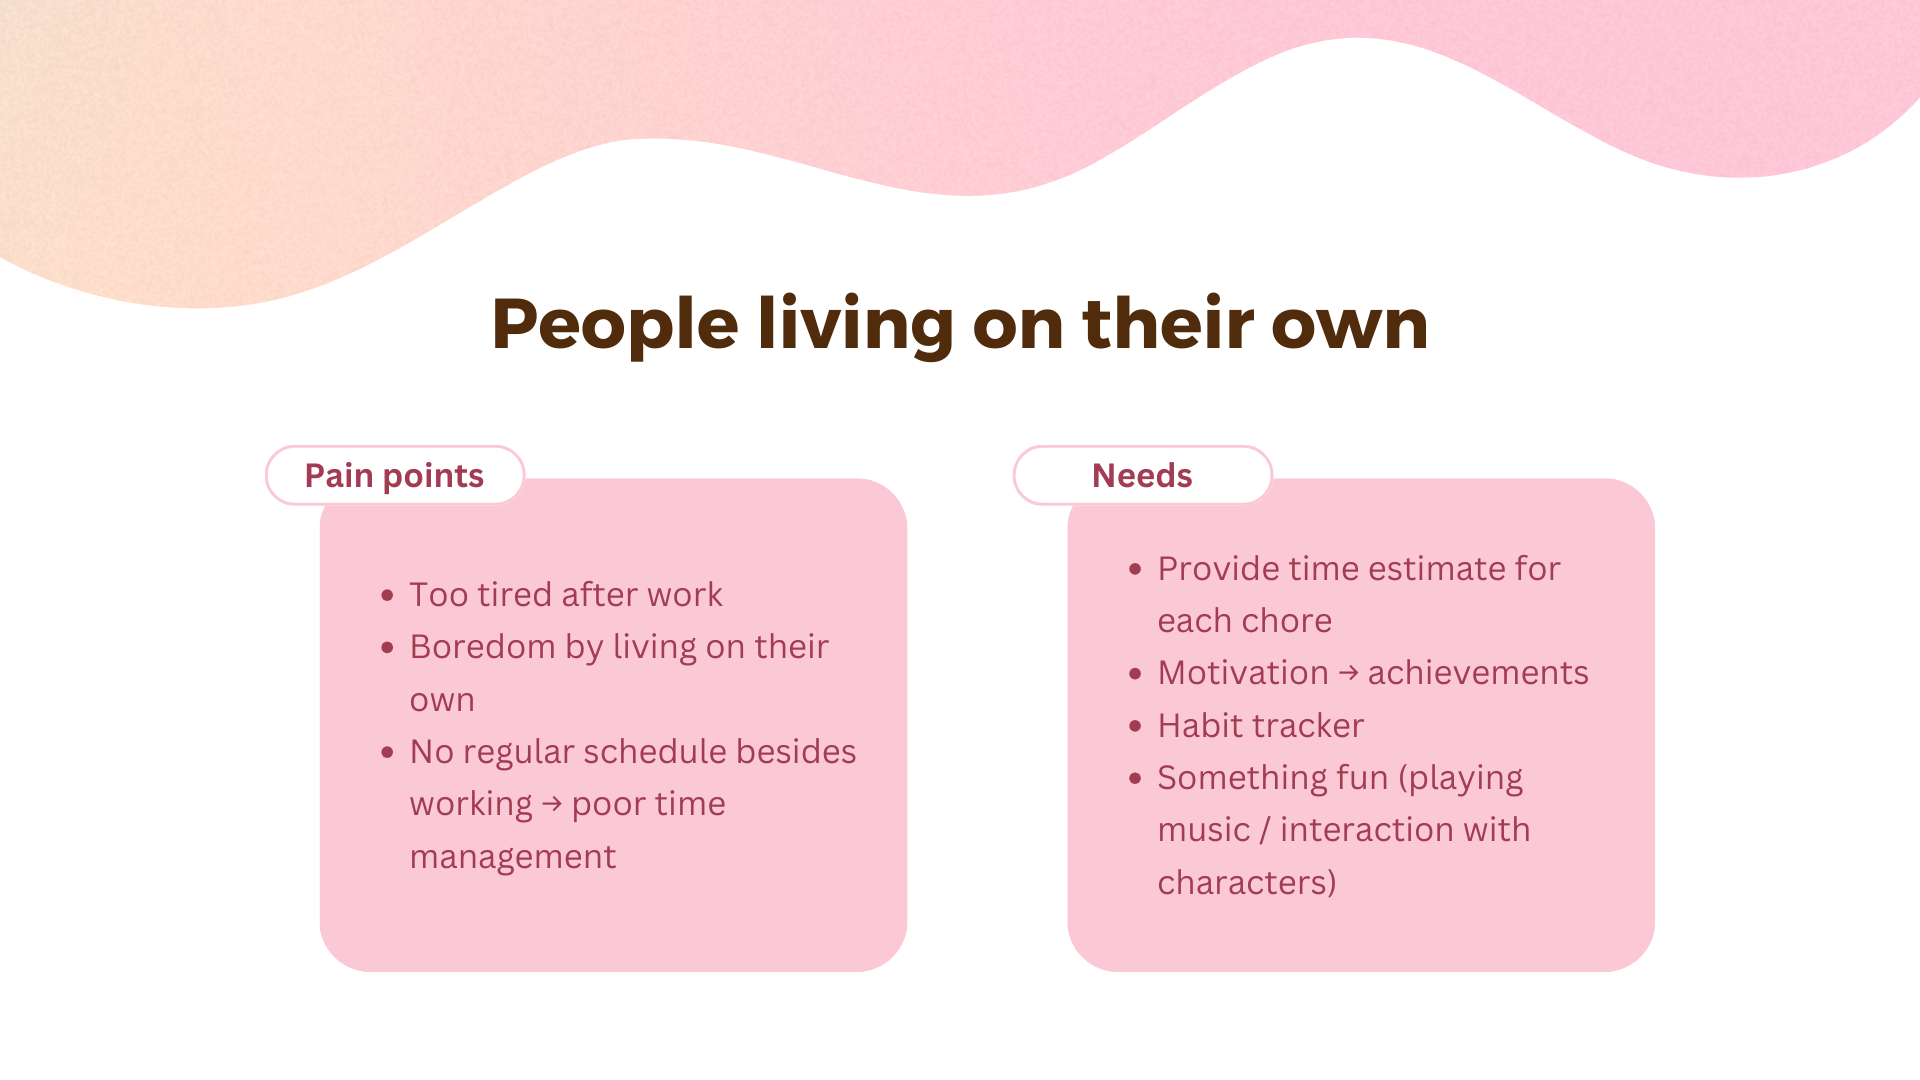 People living on their own
Pain points
• Too tired after work
• Boredom by living on their
own
• No regular schedule besides
working → poor time
management
Needs
• Provide time estimate for
each chore
• Motivation → achievements
• Habit tracker
• Something fun (playing
music / interaction with
characters)